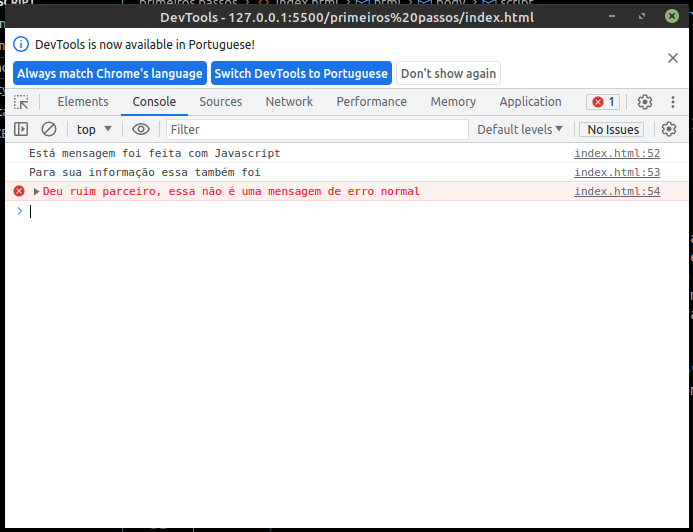 DevTools - 127.0.0.1:5500/primeiros%20passos/index.html
DevTools is now available in Portuguese!
Always match Chrome's language Switch DevTools to Portuguese Don't show again
Elements Console Sources Network Performance Memory Application 1
top Filter Default levels No Issues
Está mensagem foi feita com Javascript index.html:52
Para sua informação essa também foi index.html:53
Deu ruim parceiro, essa não é uma mensagem de erro normal index.html:54